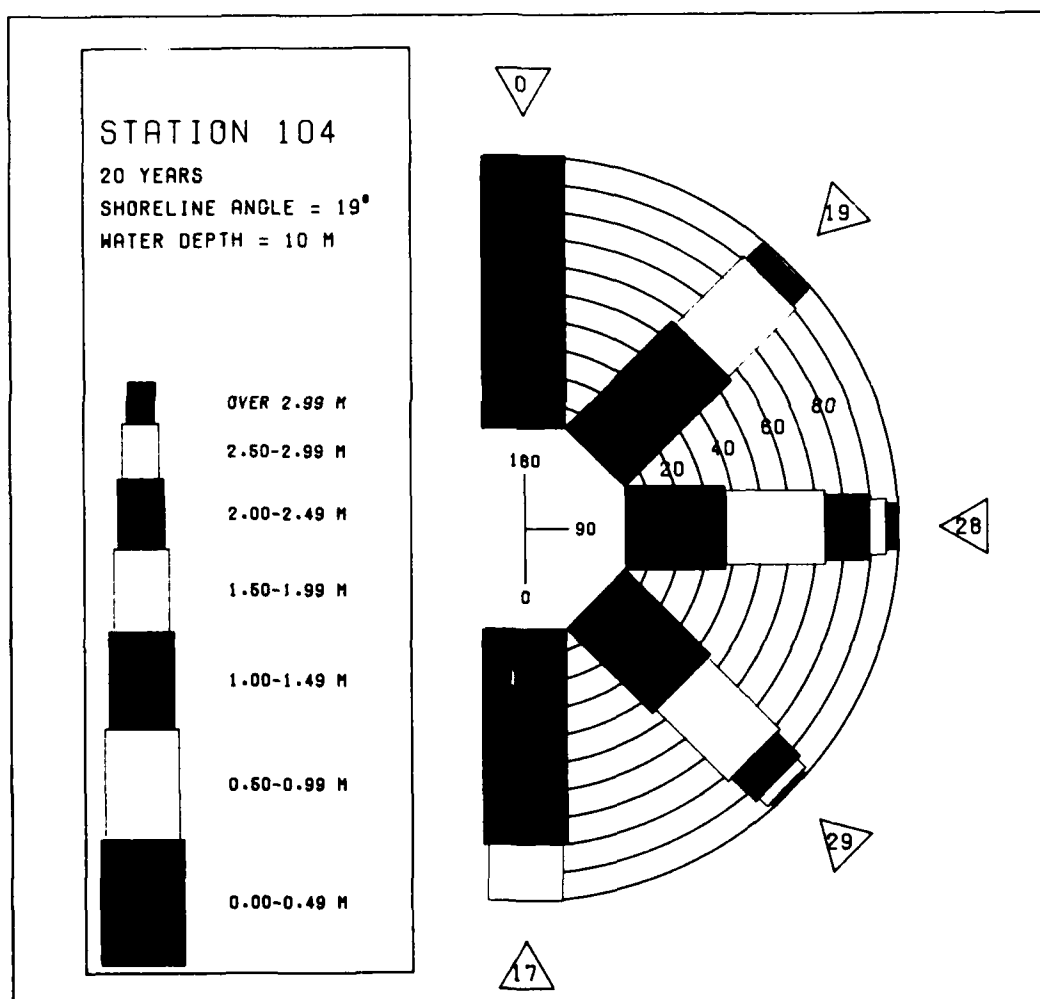 STATION 104
20 YEARS
SHORELINE ANGLE = 19°
WATER DEPTH = 10 M
OVER 2.99 M
2.50-2.99 M
2.00-2.49 M
1.50-1.99 M
1.00-1.49 M
0.50-0.99 M
0.00-0.49 M
0
19
80
60
40
20
180
90
0
28
29
17